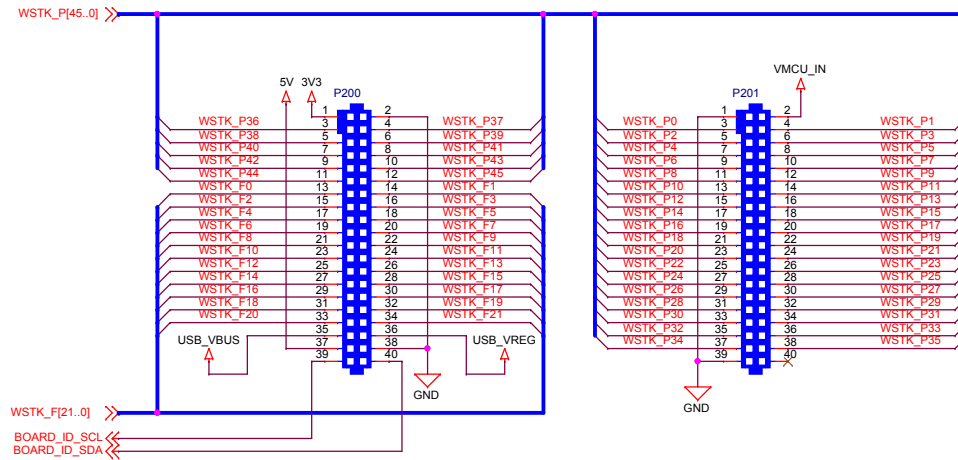 WSTK_P[45..0]
5V 3V3
P200
VMCU_IN
P201
1 2
WSTK_P36 3 4 WSTK_P37
WSTK_P38 5 6 WSTK_P39
WSTK_P40 7 8 WSTK_P41
WSTK_P42 9 10 WSTK_P43
WSTK_P44 11 12 WSTK_P45
WSTK_F0 13 14 WSTK_F1
WSTK_F2 15 16 WSTK_F3
WSTK_F4 17 18 WSTK_F5
WSTK_F6 19 20 WSTK_F7
WSTK_F8 21 22 WSTK_F9
WSTK_F10 23 24 WSTK_F11
WSTK_F12 25 26 WSTK_F13
WSTK_F14 27 28 WSTK_F15
WSTK_F16 29 30 WSTK_F17
WSTK_F18 31 32 WSTK_F19
WSTK_F20 33 34 WSTK_F21
USB_VBUS 35 36 USB_VREG
37 38
39 40
GND
1 2
WSTK_P0 3 4 WSTK_P1
WSTK_P2 5 6 WSTK_P3
WSTK_P4 7 8 WSTK_P5
WSTK_P6 9 10 WSTK_P7
WSTK_P8 11 12 WSTK_P9
WSTK_P10 13 14 WSTK_P11
WSTK_P12 15 16 WSTK_P13
WSTK_P14 17 18 WSTK_P15
WSTK_P16 19 20 WSTK_P17
WSTK_P18 21 22 WSTK_P19
WSTK_P20 23 24 WSTK_P21
WSTK_P22 25 26 WSTK_P23
WSTK_P24 27 28 WSTK_P25
WSTK_P26 29 30 WSTK_P27
WSTK_P28 31 32 WSTK_P29
WSTK_P30 33 34 WSTK_P31
WSTK_P32 35 36 WSTK_P33
WSTK_P34 37 38 WSTK_P35
39 40
GND
WSTK_F[21..0]
BOARD_ID_SCL
BOARD_ID_SDA